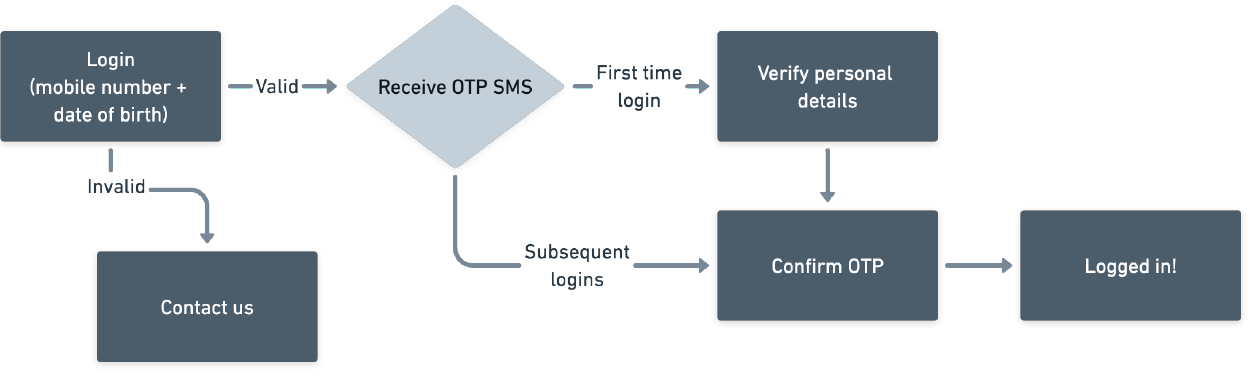 Login
(mobile number +
date of birth)
Valid
Receive OTP SMS
First time
login
Verify personal
details
Invalid
Contact us
Subsequent
logins
Confirm OTP
Logged in!